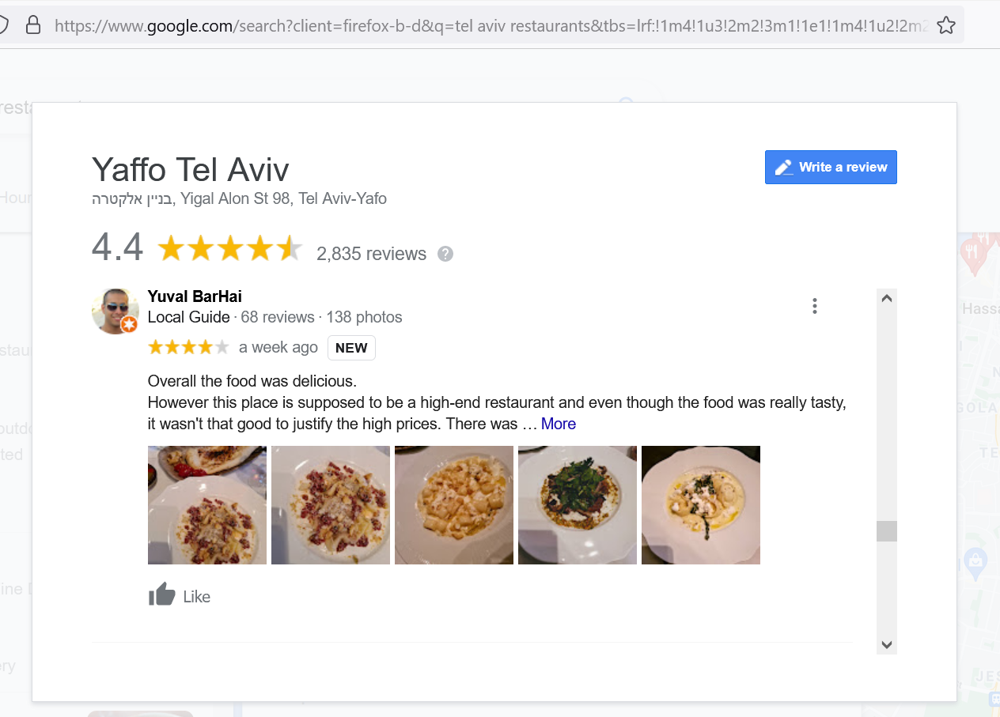 https://www.google.com/search?client=firefox-b-d&q=tel aviv restaurants&tbs=lrf:!1m4!1u3!2m2!3m1!1e1!1m4!1u2!2m2
Yaffo Tel Aviv
Write a review
בניין אלקטרה, Yigal Alon St 98, Tel Aviv-Yafo
4.4 2,835 reviews ?
Yuval BarHai
Local Guide · 68 reviews · 138 photos
a week ago NEW
Overall the food was delicious.
However this place is supposed to be a high-end restaurant and even though the food was really tasty,
it wasn't that good to justify the high prices. There was … More
Like